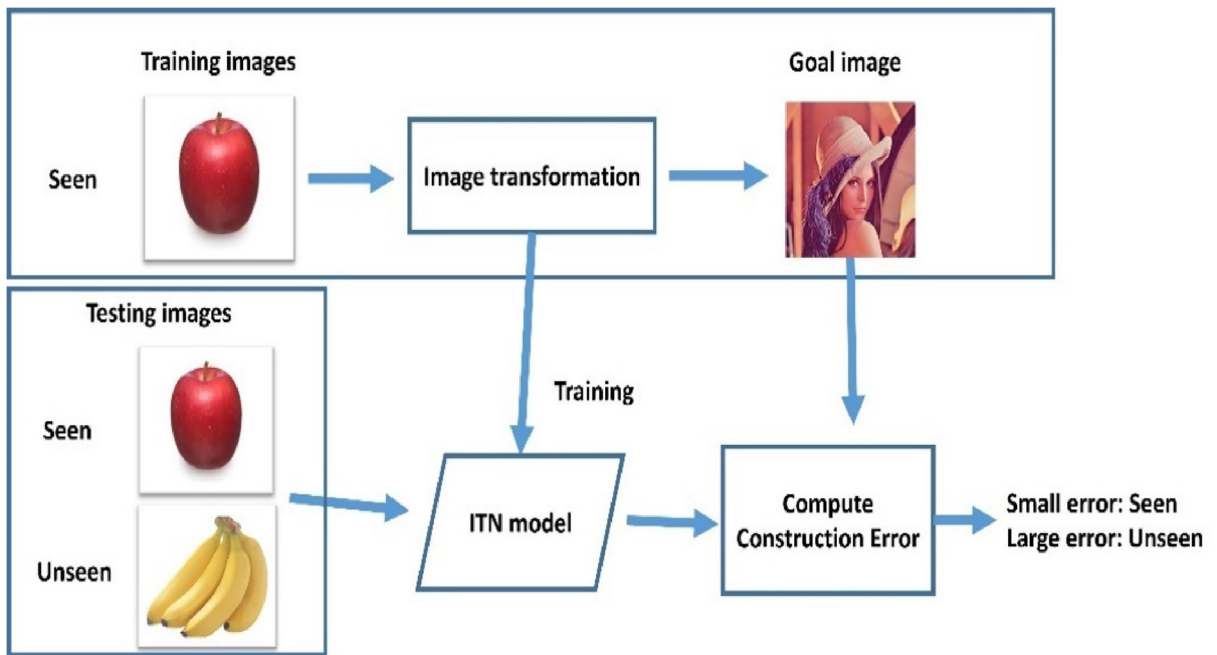 Training images
Goal image
Seen
Image transformation
Testing images
Seen
Training
Unseen
ITN model
Compute
Construction Error
Small error: Seen
Large error: Unseen